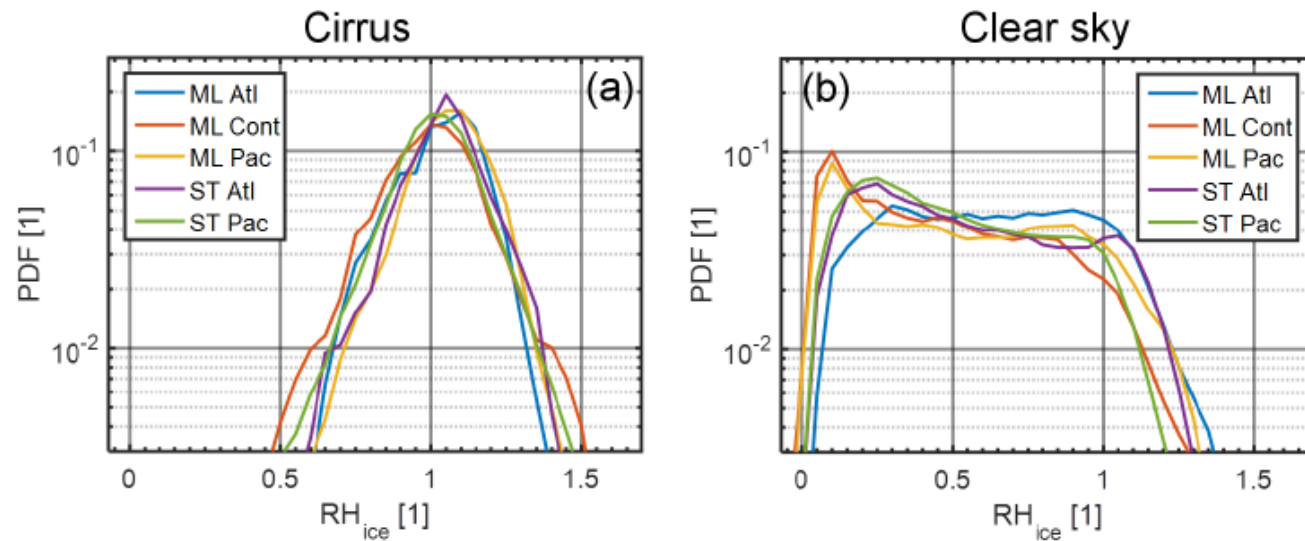 Cirrus
Clear sky
(a)
ML Atl
ML Cont
ML Pac
ST Atl
ST Pac
10^-1
10^-2
PDF [1]
0 0.5 1 1.5
RH_ice [1]
(b)
ML Atl
ML Cont
ML Pac
ST Atl
ST Pac
10^-1
10^-2
PDF [1]
0 0.5 1 1.5
RH_ice [1]